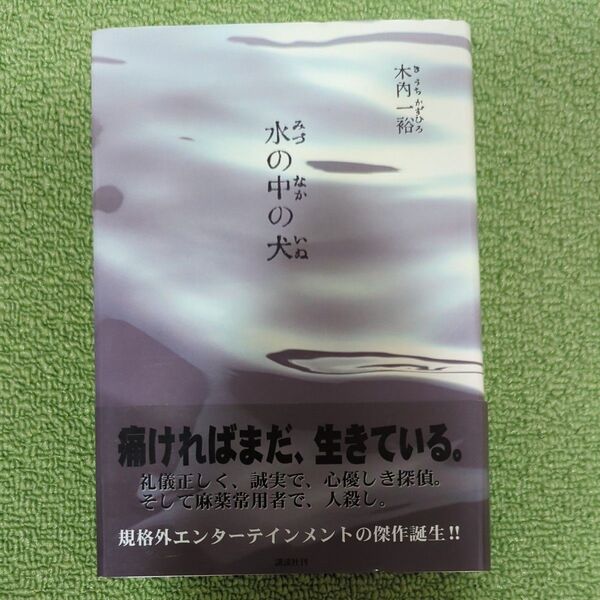 木内一裕
きうちかずひろ
水の中の犬
みづ なか いぬ
痛ければまだ、生きている。
礼儀正しく、誠実で、心優しき探偵。
そして麻薬常用者で、人殺し。
規格外エンターテインメントの傑作誕生!!
講談社刊